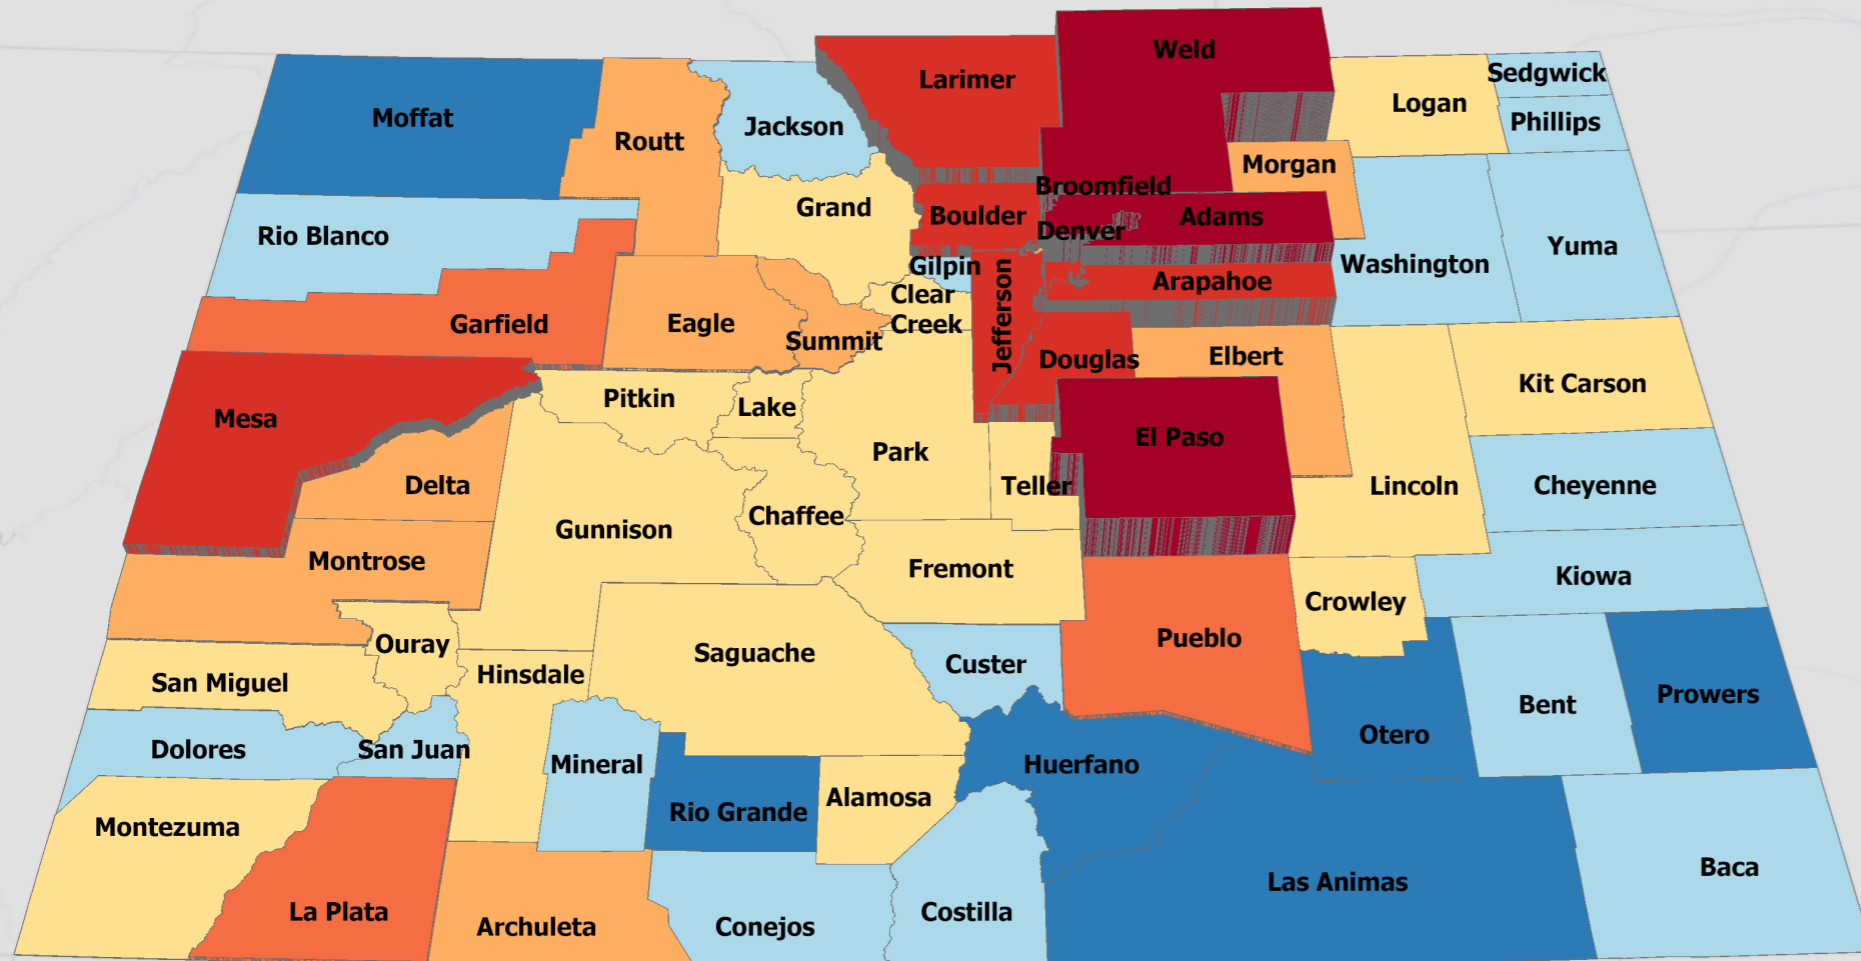 Weld
Larimer
Sedgwick
Logan
Phillips
Moffat
Jackson
Routt
Morgan
Broomfield
Grand
Boulder
Adams
Denver
Rio Blanco
Yuma
Gilpin
Washington
Arapahoe
Clear
Creek
Jefferson
Garfield
Eagle
Summit
Douglas
Elbert
Kit Carson
Pitkin
Lake
Mesa
El Paso
Park
Delta
Teller
Lincoln
Cheyenne
Chaffee
Gunnison
Montrose
Fremont
Kiowa
Crowley
Pueblo
Ouray
Saguache
Custer
Hinsdale
San Miguel
Prowers
Bent
Otero
Dolores
San Juan
Mineral
Huerfano
Alamosa
Rio Grande
Montezuma
Baca
Las Animas
La Plata
Costilla
Archuleta
Conejos